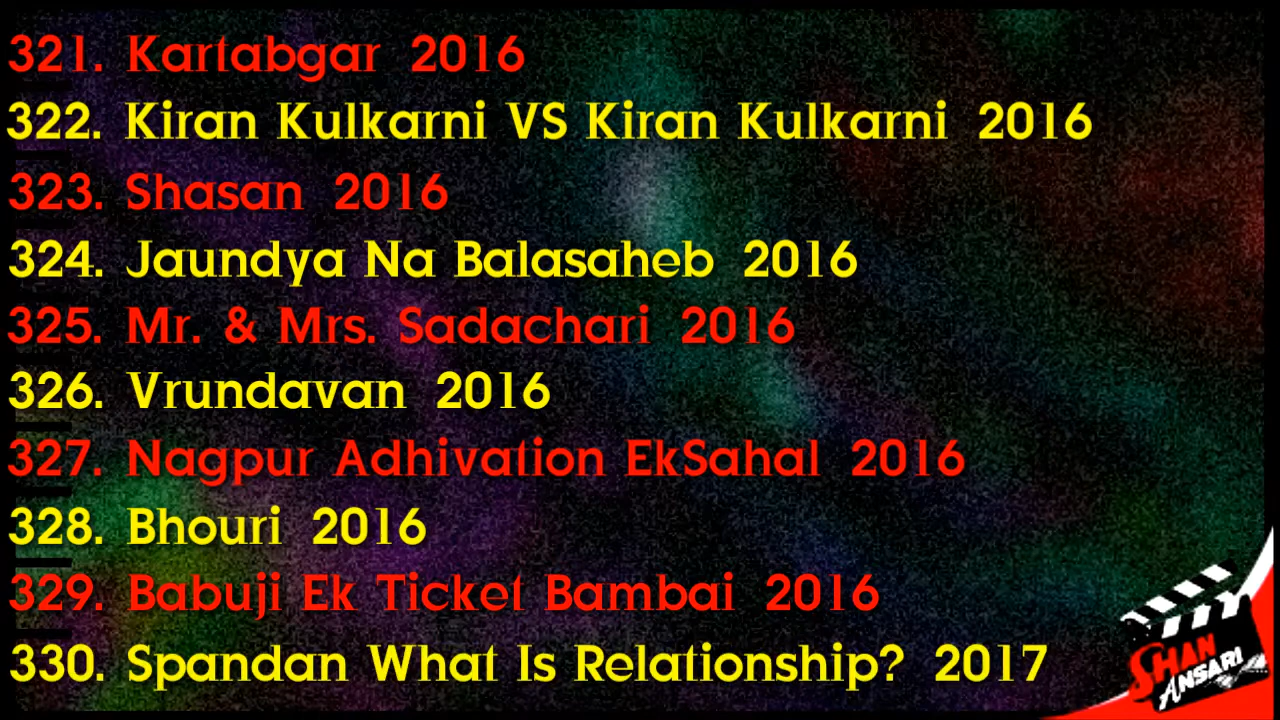 321. Kartabgar 2016
322. Kiran Kulkarni VS Kiran Kulkarni 2016
323. Shasan 2016
324. Jaundya Na Balasaheb 2016
325. Mr. & Mrs. Sadachari 2016
326. Vrundavan 2016
327. Nagpur Adhivation EkSahal 2016
328. Bhouri 2016
329. Babuji Ek Ticket Bambai 2016
330. Spandan What Is Relationship? 2017
SHAN
ANSARI